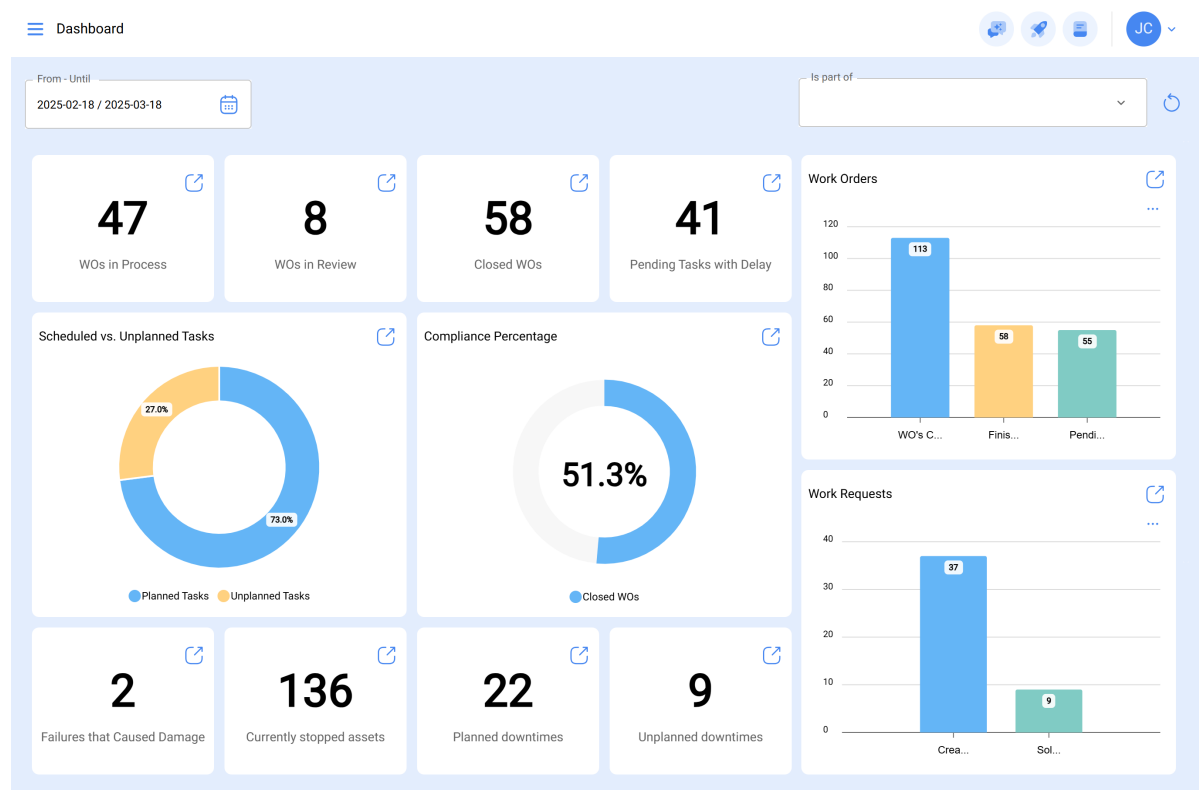 Dashboard
JC
From - Until
2025-02-18 / 2025-03-18
Is part of
47
WOs in Process
8
WOs in Review
58
Closed WOs
41
Pending Tasks with Delay
Work Orders
...
120
100
80
60
40
20
0
113
58
55
WO's C...
Finis...
Pendi...
Scheduled vs. Unplanned Tasks
27.0%
73.0%
Planned Tasks
Unplanned Tasks
Compliance Percentage
51.3%
Closed WOs
Work Requests
...
40
30
20
10
0
37
9
Crea...
Sol...
2
Failures that Caused Damage
136
Currently stopped assets
22
Planned downtimes
9
Unplanned downtimes